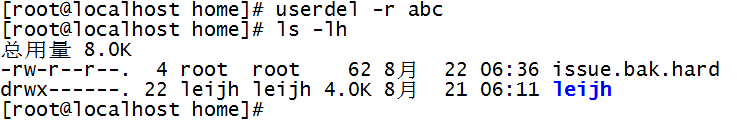 [root@localhost home]# userdel -r abc
[root@localhost home]# ls -lh
总用量 8.0K
-rw-r--r--.  4 root  root    62 8月  22 06:36 issue.bak.hard
drwx------. 22 leijh leijh 4.0K 8月  21 06:11 leijh
[root@localhost home]#